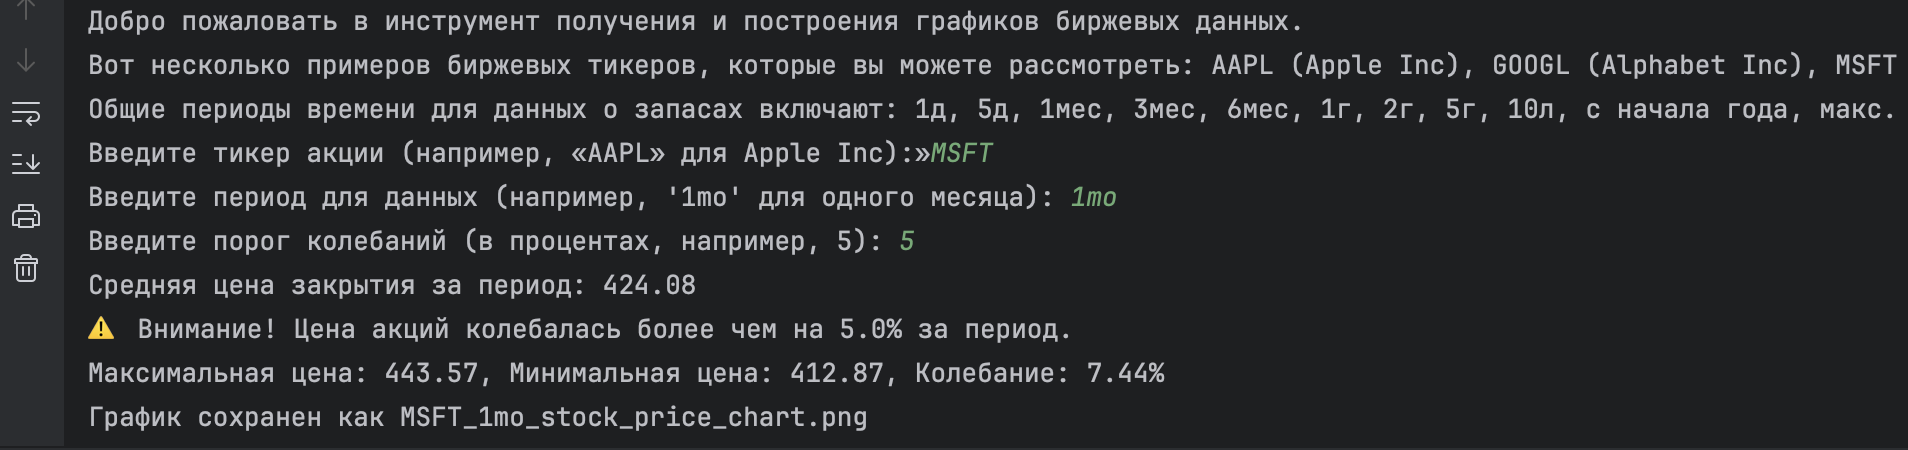 Добро пожаловать в инструмент получения и построения графиков биржевых данных.
Вот несколько примеров биржевых тикеров, которые вы можете рассмотреть: AAPL (Apple Inc), GOOGL (Alphabet Inc), MSFT
Общие периоды времени для данных о запасах включают: 1д, 5д, 1мес, 3мес, 6мес, 1г, 2г, 5г, 10л, с начала года, макс.
Введите тикер акции (например, «AAPL» для Apple Inc):»MSFT
Введите период для данных (например, '1mo' для одного месяца): 1mo
Введите порог колебаний (в процентах, например, 5): 5
Средняя цена закрытия за период: 424.08
⚠️ Внимание! Цена акций колебалась более чем на 5.0% за период.
Максимальная цена: 443.57, Минимальная цена: 412.87, Колебание: 7.44%
График сохранен как MSFT_1mo_stock_price_chart.png